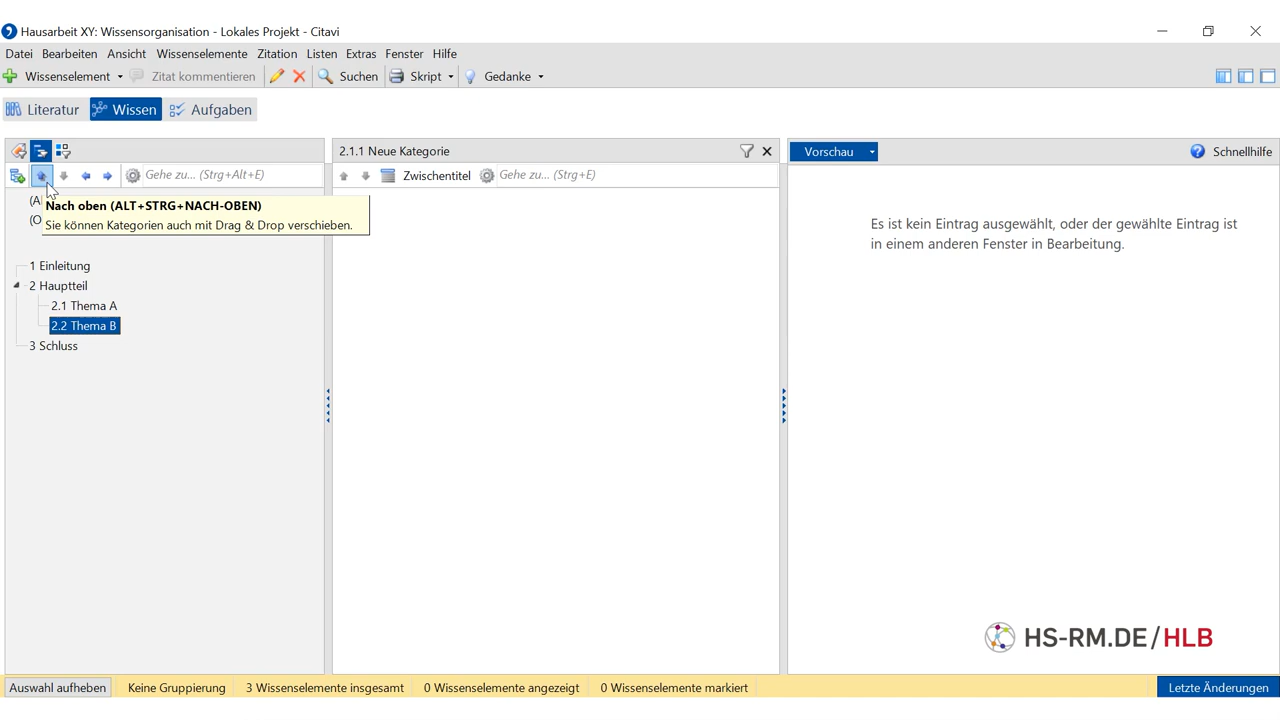 Hausarbeit XY: Wissensorganisation - Lokales Projekt - Citavi
Datei Bearbeiten Ansicht Wissenselemente Zitation Listen Extras Fenster Hilfe
Wissenselement Zitat kommentieren Suchen Skript Gedanke
Literatur Wissen Aufgaben
2.1.1 Neue Kategorie
Vorschau Schnellhilfe
Gehe zu... (Strg+Alt+E)
Zwischentitel Gehe zu... (Strg+E)
Nach oben (ALT+STRG+NACH-OBEN)
Sie können Kategorien auch mit Drag & Drop verschieben.
Es ist kein Eintrag ausgewählt, oder der gewählte Eintrag ist
in einem anderen Fenster in Bearbeitung.
1 Einleitung
2 Hauptteil
2.1 Thema A
2.2 Thema B
3 Schluss
HS-RM.DE/HLB
Auswahl aufheben Keine Gruppierung 3 Wissenselemente insgesamt 0 Wissenselemente angezeigt 0 Wissenselemente markiert Letzte Änderungen